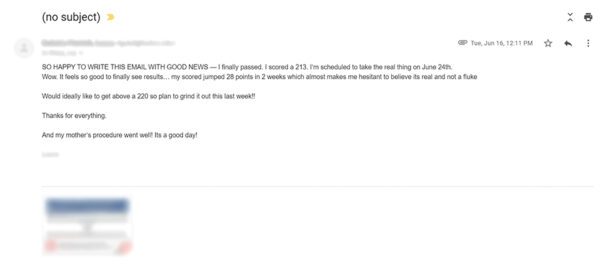 (no subject)
Tue, Jun 16, 12:11 PM
SO HAPPY TO WRITE THIS EMAIL WITH GOOD NEWS — I finally passed. I scored a 213. I'm scheduled to take the real thing on June 24th.
Wow. It feels so good to finally see results… my scored jumped 28 points in 2 weeks which almost makes me hesitant to believe its real and not a fluke
Would ideally like to get above a 220 so plan to grind it out this last week!!
Thanks for everything.
And my mother's procedure went well! Its a good day!